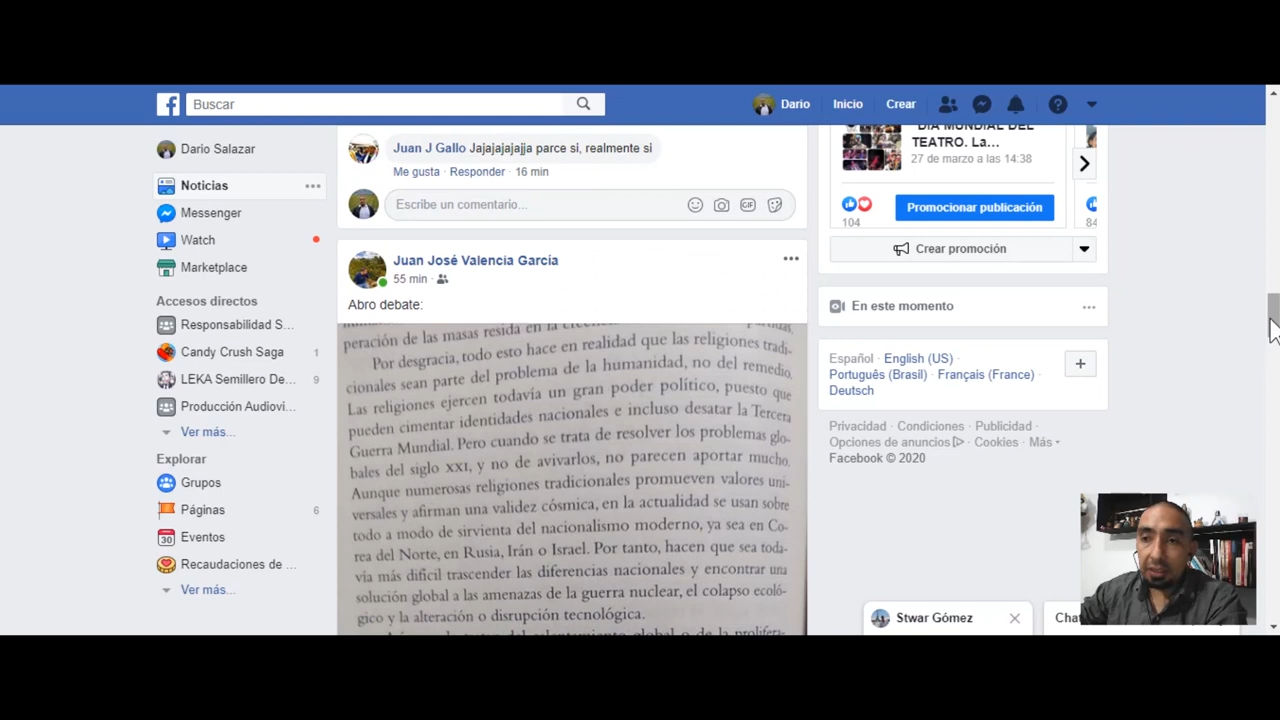 Buscar
Dario
Inicio
Crear
Dario Salazar
Noticias
Messenger
Watch
Marketplace
Accesos directos
Responsabilidad S...
Candy Crush Saga 1
LEKA Semillero De... 9
Producción Audiovi...
Ver más...
Explorar
Grupos
Páginas 6
Eventos
Recaudaciones de ...
Ver más...
Juan J Gallo Jajajajajajja parce si, realmente si
Me gusta · Responder · 16 min
Escribe un comentario...
GIF
Juan José Valencia García
55 min ·
Abro debate:
peración de las masas resida en la
Por desgracia, todo esto hace en realidad que las religiones tradi-
cionales sean parte del problema de la humanidad, no del remedio.
Las religiones ejercen todavía un gran poder político, puesto que
pueden cimentar identidades nacionales e incluso desatar la Tercera
Guerra Mundial. Pero cuando se trata de resolver los problemas glo-
bales del siglo XXI, y no de avivarlos, no parecen aportar mucho.
Aunque numerosas religiones tradicionales promueven valores uni-
versales y afirman una validez cósmica, en la actualidad se usan sobre
todo a modo de sirvienta del nacionalismo moderno, ya sea en Co-
rea del Norte, en Rusia, Irán o Israel. Por tanto, hacen que sea toda-
vía más difícil trascender las diferencias nacionales y encontrar una
solución global a las amenazas de la guerra nuclear, el colapso ecoló-
gico y la alteración o disrupción tecnológica.
"DIA MUNDIAL DEL
TEATRO. La...
27 de marzo a las 14:38
104
Promocionar publicación
84
Crear promoción
En este momento
Español · English (US) ·
Português (Brasil) · Français (France) ·
Deutsch
Privacidad · Condiciones · Publicidad ·
Opciones de anuncios · Cookies · Más
Facebook © 2020
Stwar Gómez
Chat